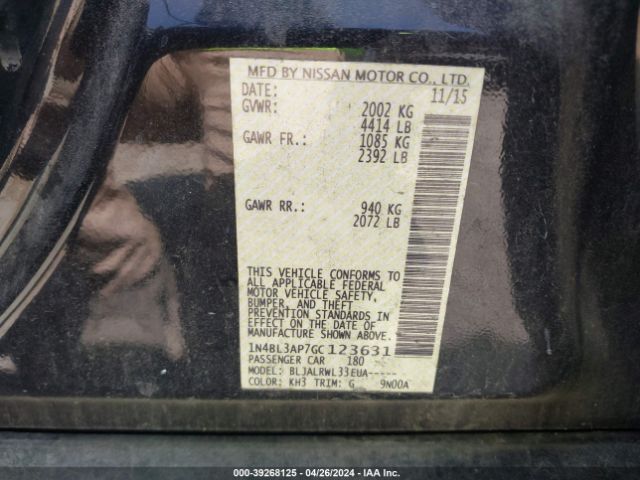 MFD BY NISSAN MOTOR CO., LTD.
DATE: 11/15
GVWR: 2002 KG
4414 LB
GAWR FR.: 1085 KG
2392 LB
GAWR RR.: 940 KG
2072 LB
THIS VEHICLE CONFORMS TO
ALL APPLICABLE FEDERAL
MOTOR VEHICLE SAFETY,
BUMPER, AND THEFT
PREVENTION STANDARDS
IN EFFECT ON THE DATE OF
MANUFACTURE SHOWN ABOVE.
1N4BL3AP7GC123631
PASSENGER CAR 180
MODEL: BLJALRWL33EUA-----
COLOR: KH3 TRIM: G 9N00A
000-39268125 - 04/26/2024 - IAA Inc.